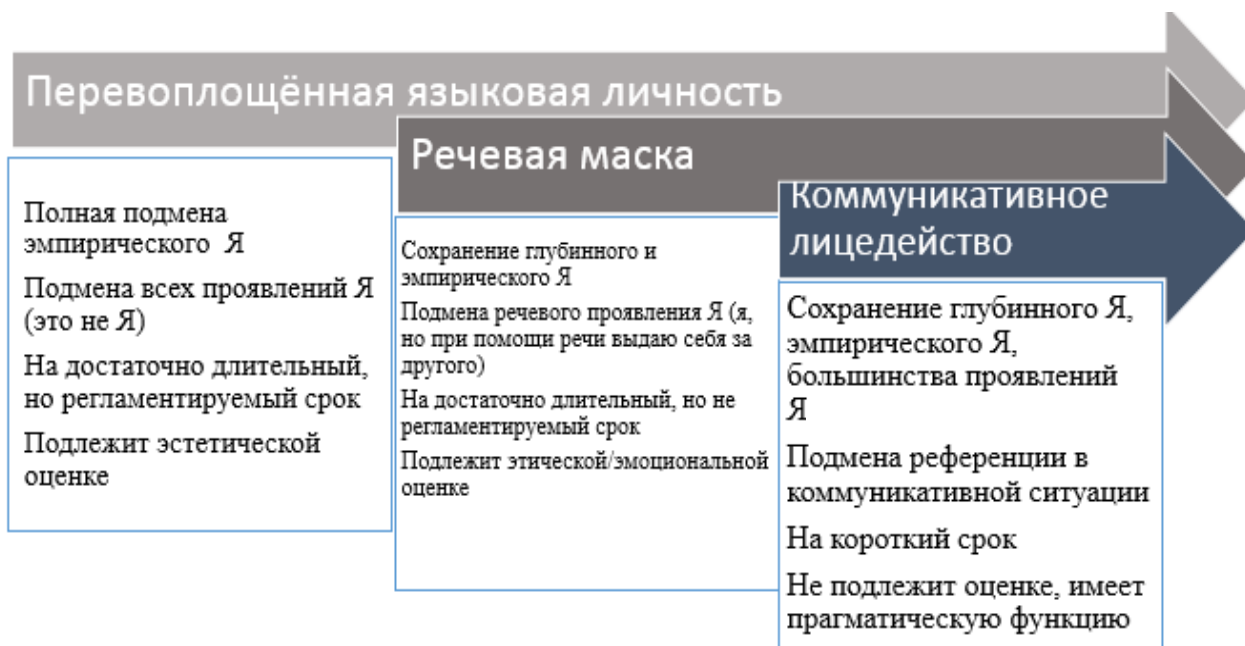 Перевоплощённая языковая личность
Полная подмена
эмпирического Я
Подмена всех проявлений Я
(это не Я)
На достаточно длительный,
но регламентируемый срок
Подлежит эстетической
оценке
Речевая маска
Сохранение глубинного и
эмпирического Я
Подмена речевого проявления Я (я,
но при помощи речи выдаю себя за
другого)
На достаточно длительный, но не
регламентируемый срок
Подлежит этической/эмоциональной
оценке
Коммуникативное
лицедейство
Сохранение глубинного Я,
эмпирического Я,
большинства проявлений
Я
Подмена референции в
коммуникативной ситуации
На короткий срок
Не подлежит оценке, имеет
прагматическую функцию